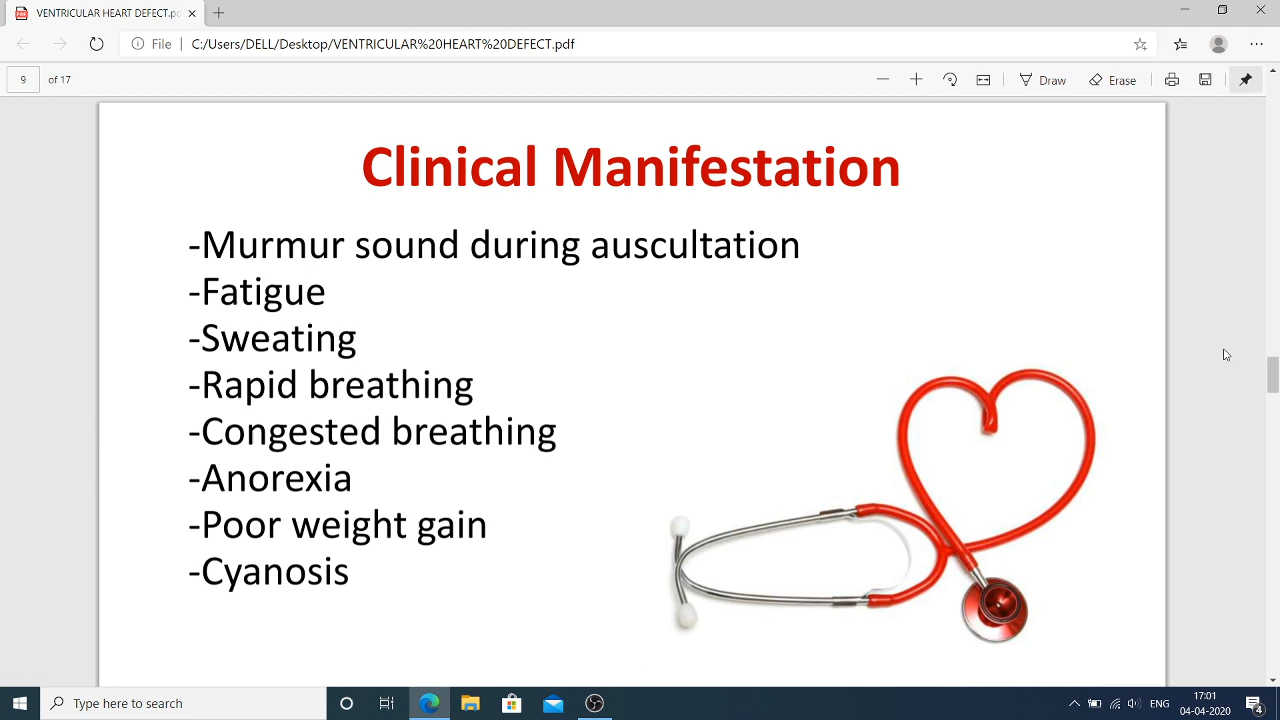 VENTRICULAR HEART DEFECT.pc
File
C:/Users/DELL/Desktop/VENTRICULAR%20HEART%20DEFECT.pdf
9 of 17
Draw
Erase
Clinical Manifestation
-Murmur sound during auscultation
-Fatigue
-Sweating
-Rapid breathing
-Congested breathing
-Anorexia
-Poor weight gain
-Cyanosis
Type here to search
ENG
17:01
04-04-2020
4